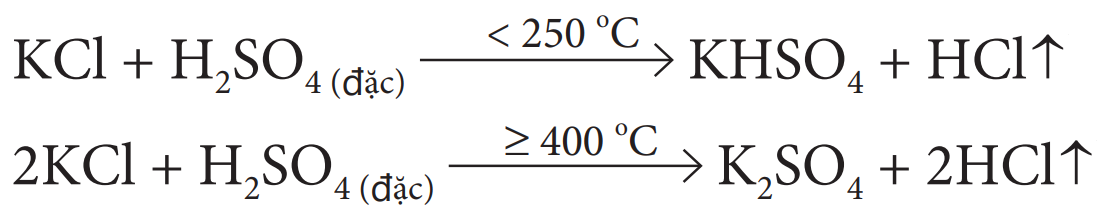 KCl + H₂SO₄ (đặc) < 250 °C → KHSO₄ + HCl↑
2KCl + H₂SO₄ (đặc) ≥ 400 °C → K₂SO₄ + 2HCl↑